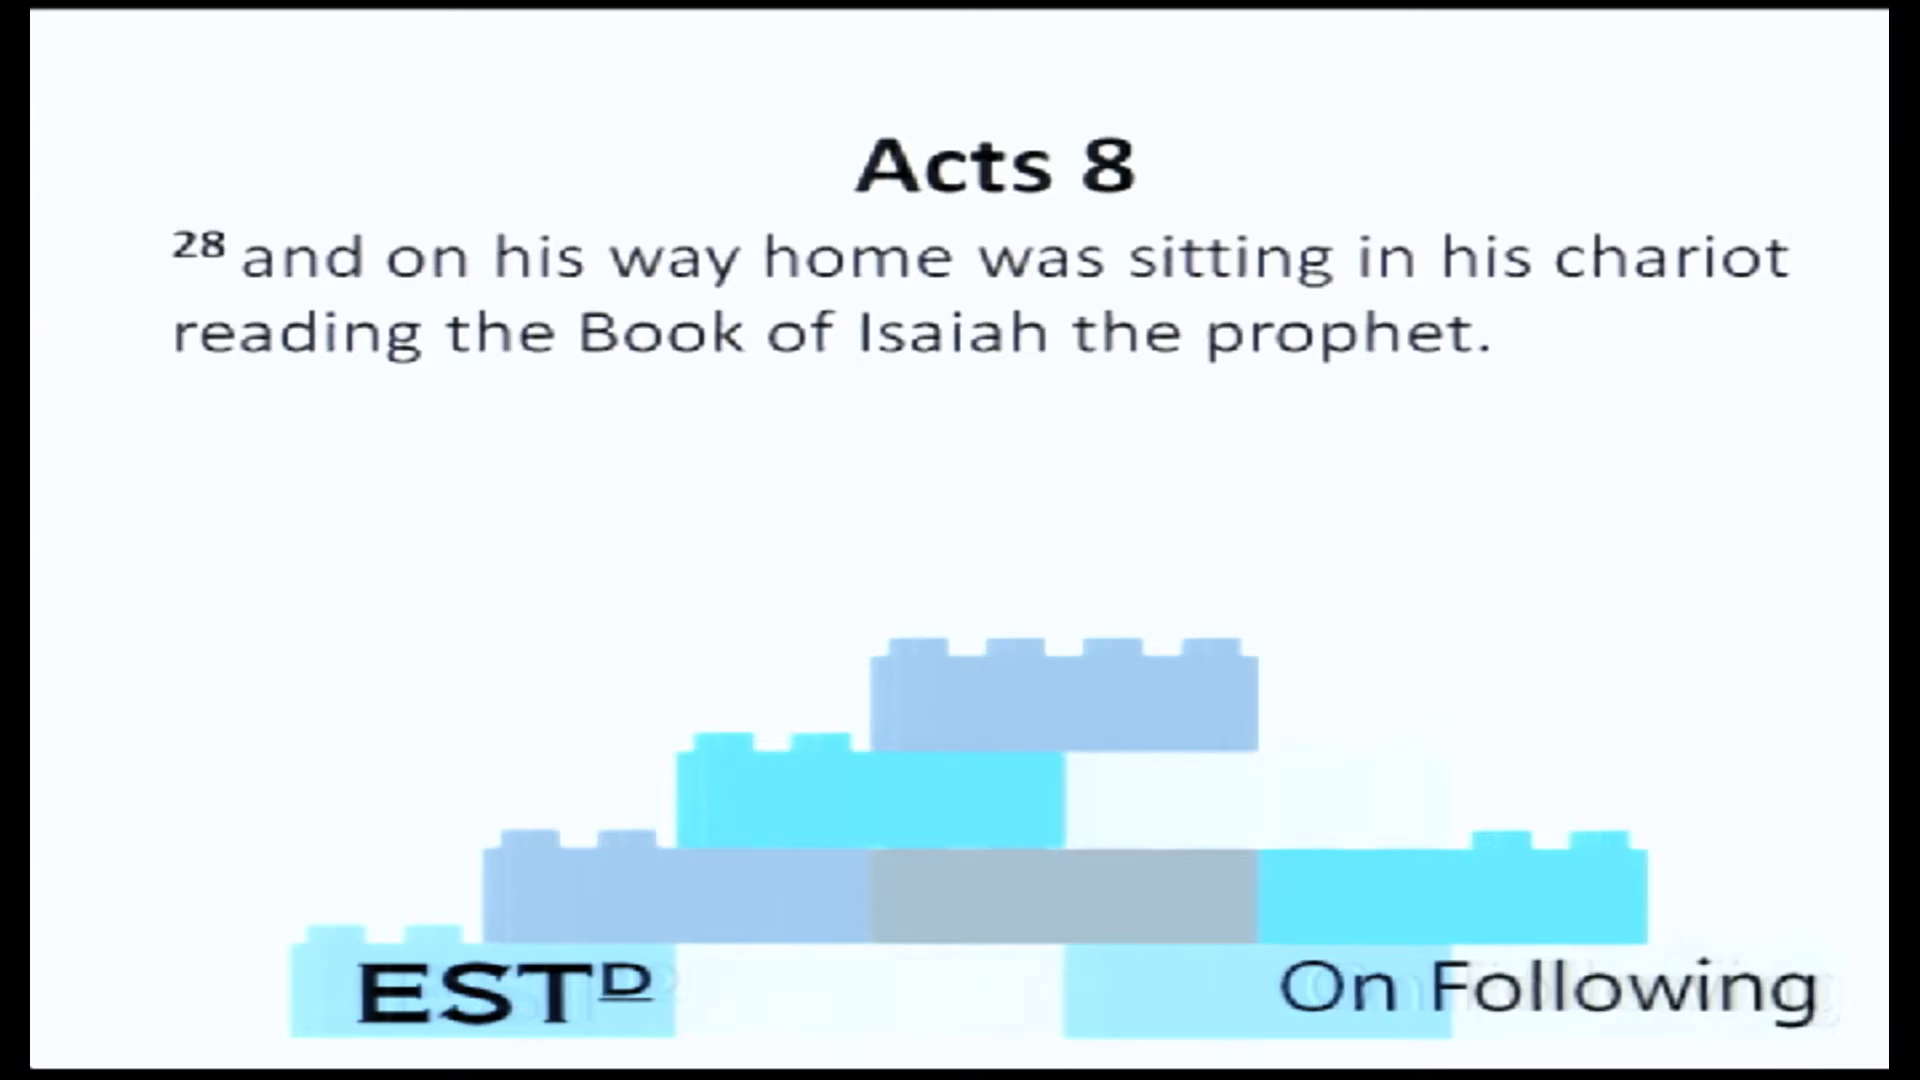 Acts 8
28 and on his way home was sitting in his chariot
reading the Book of Isaiah the prophet.
ESTD
On Following